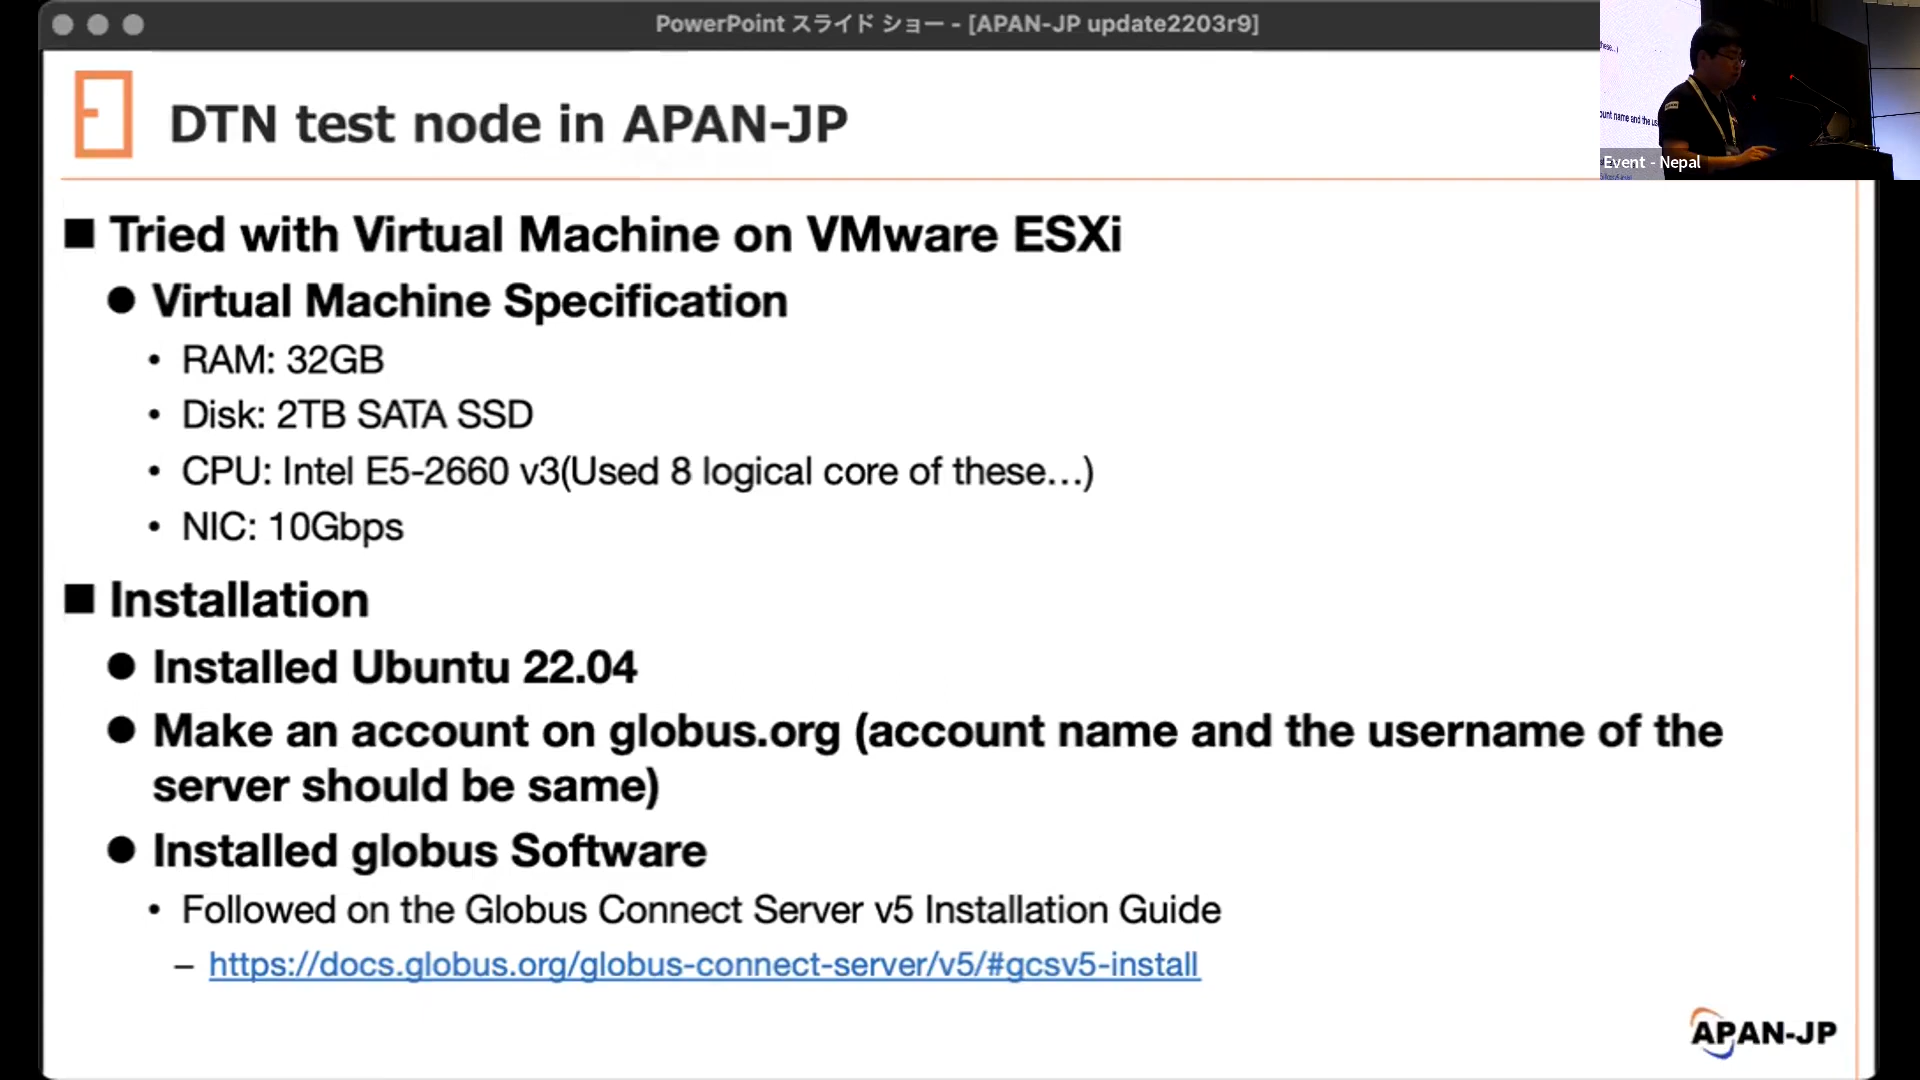 PowerPoint スライド ショー - [APAN-JP update2203r9]
DTN test node in APAN-JP
Event - Nepal
■ Tried with Virtual Machine on VMware ESXi
● Virtual Machine Specification
• RAM: 32GB
• Disk: 2TB SATA SSD
• CPU: Intel E5-2660 v3(Used 8 logical core of these…)
• NIC: 10Gbps
■ Installation
● Installed Ubuntu 22.04
● Make an account on globus.org (account name and the username of the
server should be same)
● Installed globus Software
• Followed on the Globus Connect Server v5 Installation Guide
– https://docs.globus.org/globus-connect-server/v5/#gcsv5-install
APAN-JP